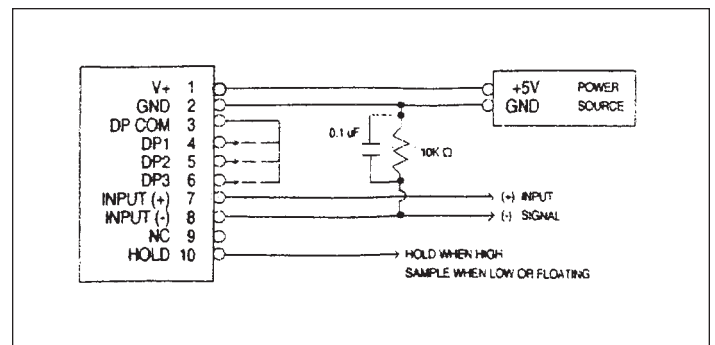 V+ 1
GND 2
DP COM 3
DP1 4
DP2 5
DP3 6
INPUT (+) 7
INPUT (-) 8
NC 9
HOLD 10
0.1 uF
10K Ω
+5V POWER
GND SOURCE
(+) INPUT
(-) SIGNAL
HOLD WHEN HIGH
SAMPLE WHEN LOW OR FLOATING